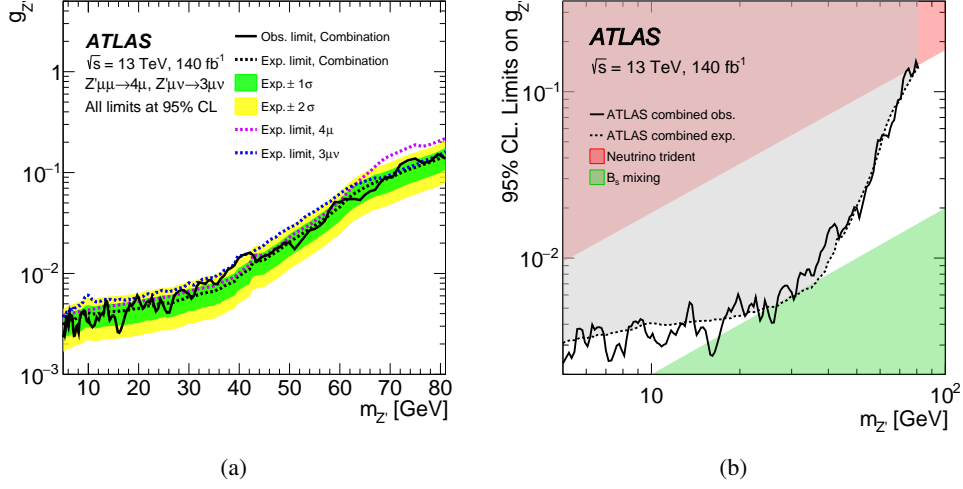 g_Z'
ATLAS
√s = 13 TeV, 140 fb⁻¹
Z'μμ→4μ, Z'μν→3μν
All limits at 95% CL
Obs. limit, Combination
Exp. limit, Combination
Exp. ± 1σ
Exp. ± 2 σ
Exp. limit, 4μ
Exp. limit, 3μν
1
10⁻¹
10⁻²
10⁻³
10 20 30 40 50 60 70 80
m_Z' [GeV]
(a)
95% CL. Limits on g_Z'
ATLAS
√s = 13 TeV, 140 fb⁻¹
ATLAS combined obs.
ATLAS combined exp.
Neutrino trident
B_s mixing
10⁻¹
10⁻²
10 10²
m_Z' [GeV]
(b)